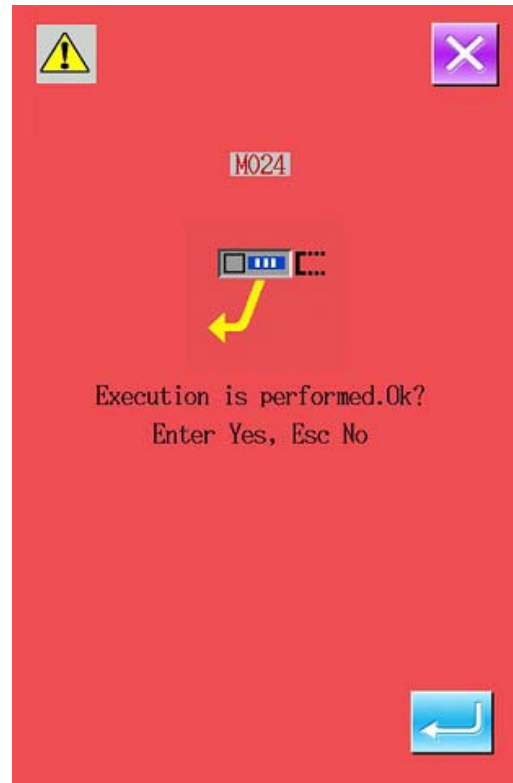 M024
Execution is performed.Ok?
Enter Yes, Esc No